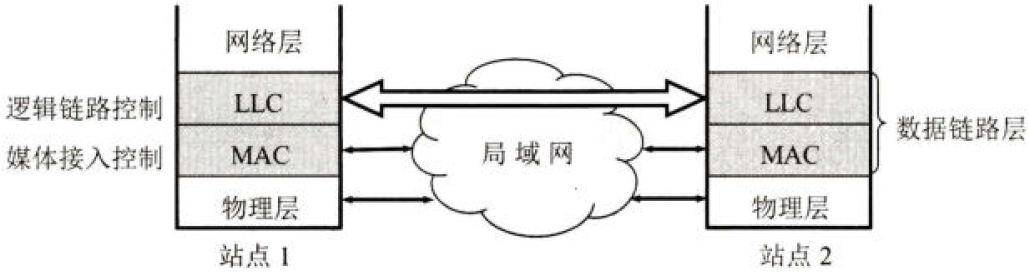 网络层
网络层
逻辑链路控制
LLC
LLC
数据链路层
媒体接入控制
MAC
局域网
MAC
物理层
物理层
站点 1
站点 2